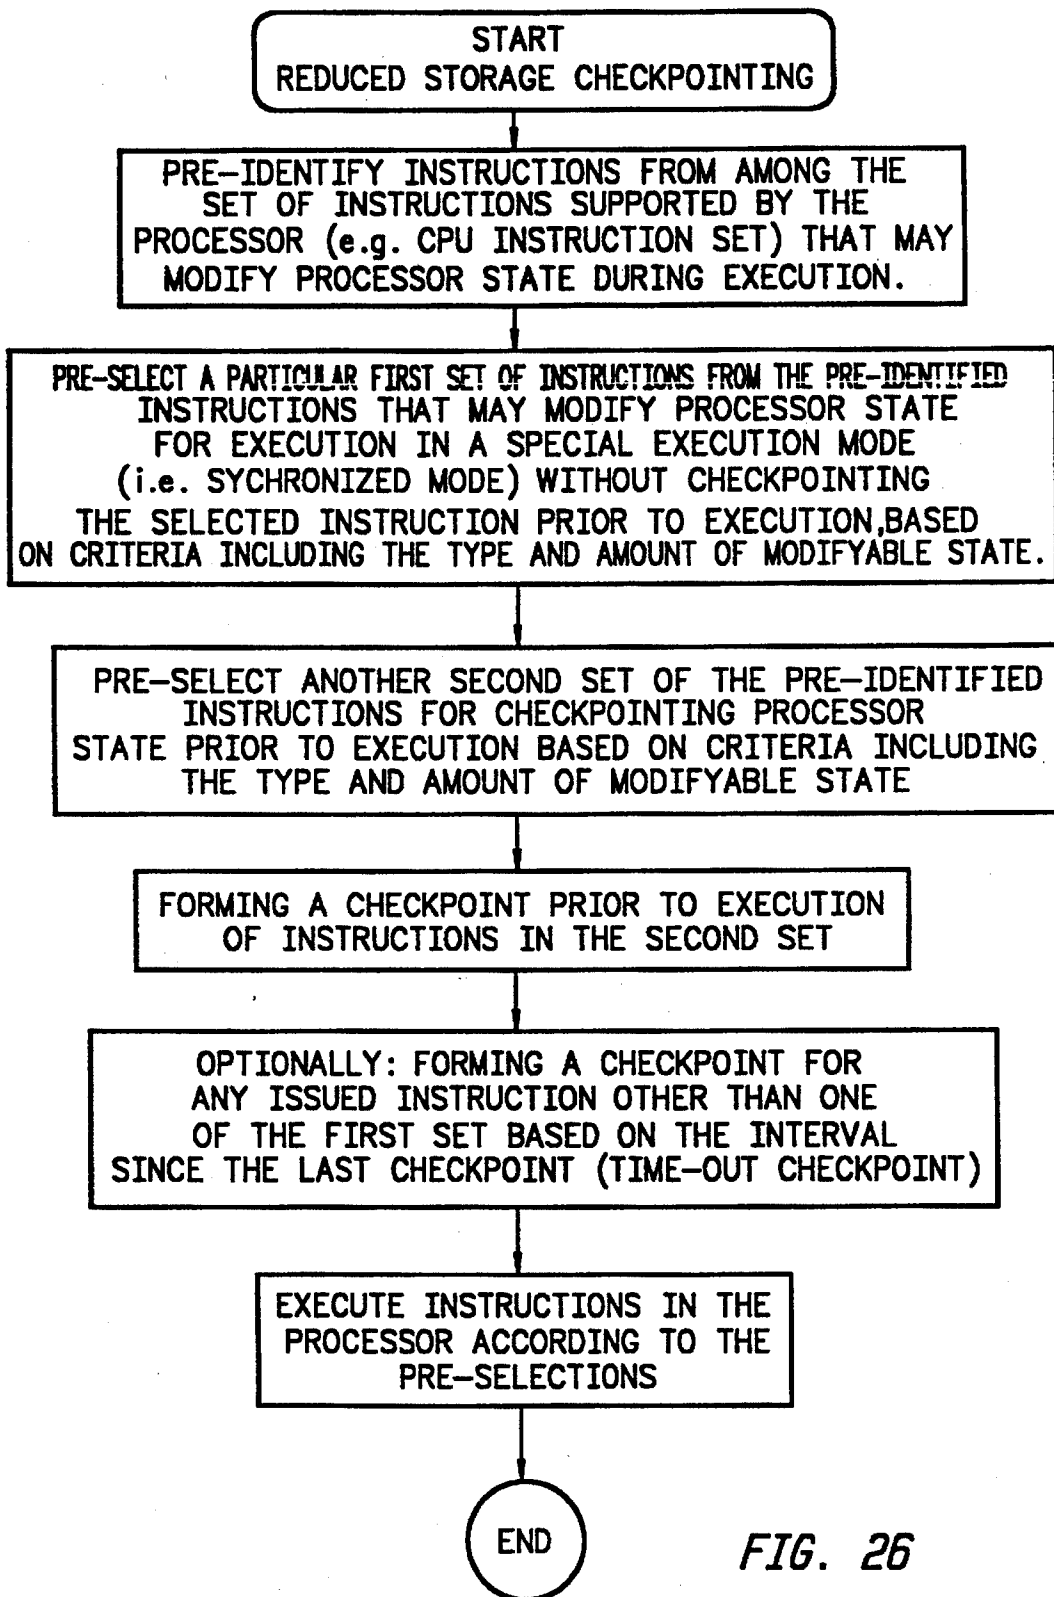 START
REDUCED STORAGE CHECKPOINTING
PRE-IDENTIFY INSTRUCTIONS FROM AMONG THE
SET OF INSTRUCTIONS SUPPORTED BY THE
PROCESSOR (e.g. CPU INSTRUCTION SET) THAT MAY
MODIFY PROCESSOR STATE DURING EXECUTION.
PRE-SELECT A PARTICULAR FIRST SET OF INSTRUCTIONS FROM THE PRE-IDENTIFIED
INSTRUCTIONS THAT MAY MODIFY PROCESSOR STATE
FOR EXECUTION IN A SPECIAL EXECUTION MODE
(i.e. SYCHRONIZED MODE) WITHOUT CHECKPOINTING
THE SELECTED INSTRUCTION PRIOR TO EXECUTION,BASED
ON CRITERIA INCLUDING THE TYPE AND AMOUNT OF MODIFYABLE STATE.
PRE-SELECT ANOTHER SECOND SET OF THE PRE-IDENTIFIED
INSTRUCTIONS FOR CHECKPOINTING PROCESSOR
STATE PRIOR TO EXECUTION BASED ON CRITERIA INCLUDING
THE TYPE AND AMOUNT OF MODIFYABLE STATE
FORMING A CHECKPOINT PRIOR TO EXECUTION
OF INSTRUCTIONS IN THE SECOND SET
OPTIONALLY: FORMING A CHECKPOINT FOR
ANY ISSUED INSTRUCTION OTHER THAN ONE
OF THE FIRST SET BASED ON THE INTERVAL
SINCE THE LAST CHECKPOINT (TIME-OUT CHECKPOINT)
EXECUTE INSTRUCTIONS IN THE
PROCESSOR ACCORDING TO THE
PRE-SELECTIONS
END
FIG. 26